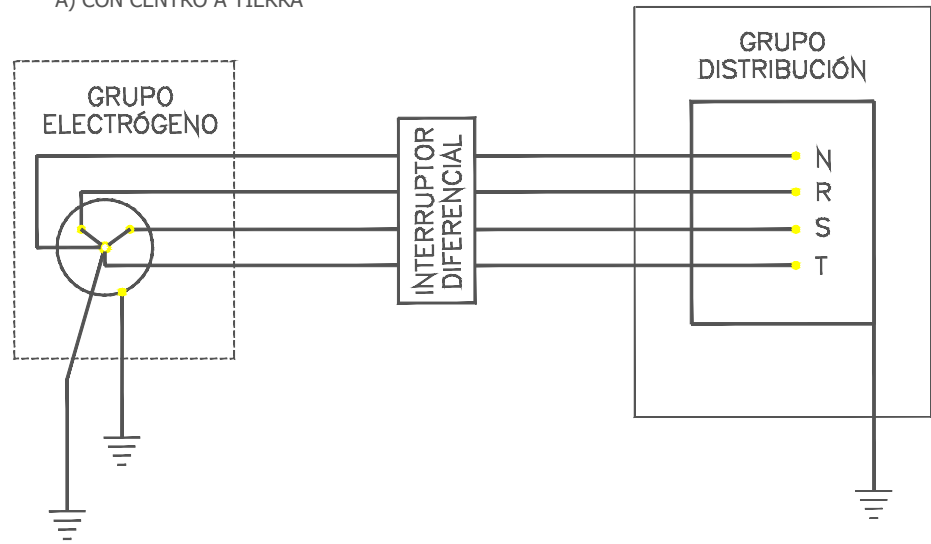 A) CON CENTRO A TIERRA
GRUPO
ELECTRÓGENO
INTERRUPTOR
DIFERENCIAL
GRUPO
DISTRIBUCIÓN
N
R
S
T